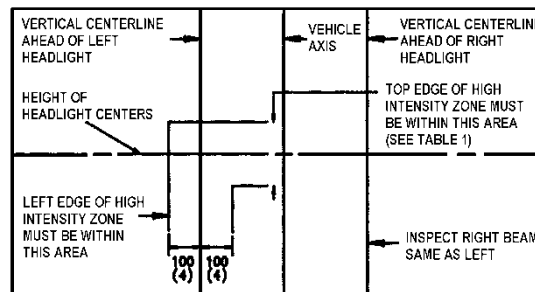 VERTICAL CENTERLINE
AHEAD OF LEFT
HEADLIGHT
VEHICLE
AXIS
VERTICAL CENTERLINE
AHEAD OF RIGHT
HEADLIGHT
HEIGHT OF
HEADLIGHT CENTERS
TOP EDGE OF HIGH
INTENSITY ZONE MUST
BE WITHIN THIS AREA
(SEE TABLE 1)
LEFT EDGE OF HIGH
INTENSITY ZONE
MUST BE WITHIN
THIS AREA
100 100
(4) (4)
INSPECT RIGHT BEAM
SAME AS LEFT